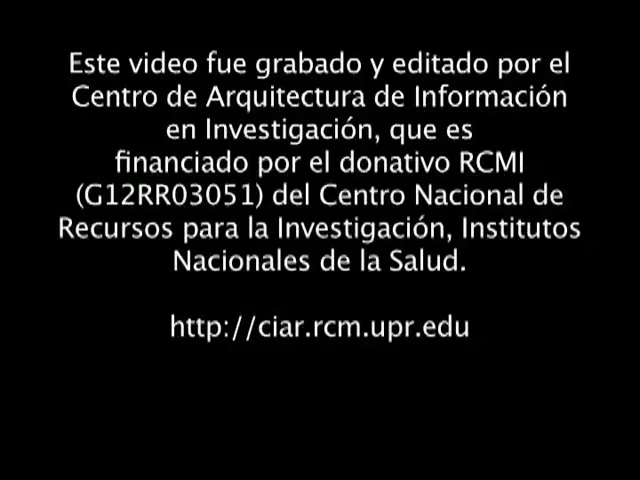 Este video fue grabado y editado por el
Centro de Arquitectura de Información
en Investigación, que es
financiado por el donativo RCMI
(G12RR03051) del Centro Nacional de
Recursos para la Investigación, Institutos
Nacionales de la Salud.
http://ciar.rcm.upr.edu